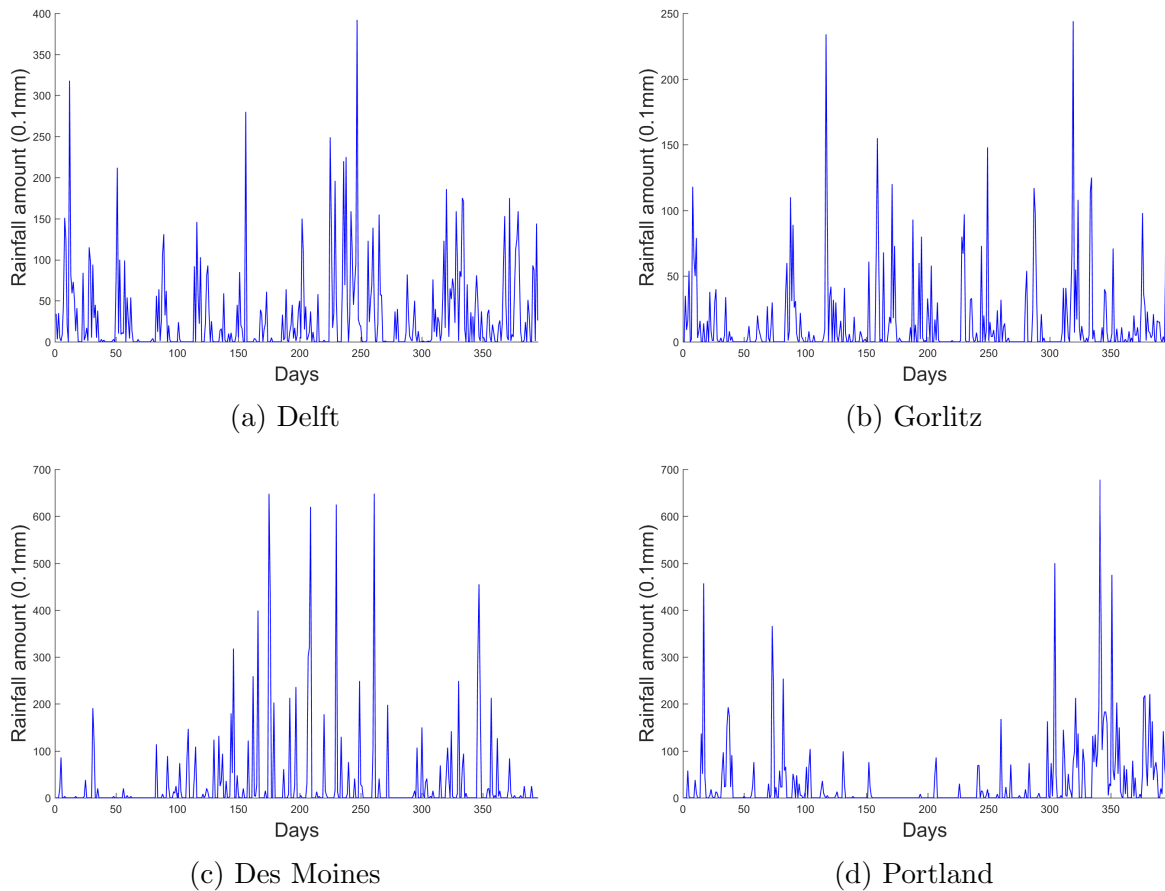 400
350
300
250
200
150
100
50
0
Rainfall amount (0.1mm)
0 50 100 150 200 250 300 350
Days
(a) Delft
250
200
150
100
50
0
Rainfall amount (0.1mm)
0 50 100 150 200 250 300 350
Days
(b) Gorlitz
700
600
500
400
300
200
100
0
Rainfall amount (0.1mm)
0 50 100 150 200 250 300 350
Days
(c) Des Moines
700
600
500
400
300
200
100
0
Rainfall amount (0.1mm)
0 50 100 150 200 250 300 350
Days
(d) Portland